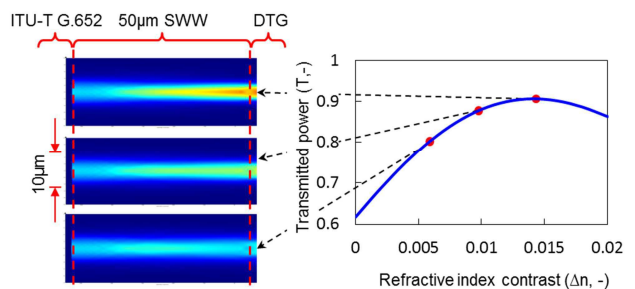 ITU-T G.652 50µm SWW DTG
10µm
Transmitted power (T,-)
1
0.9
0.8
0.7
0.6
0 0.005 0.01 0.015 0.02
Refractive index contrast (Δn, -)